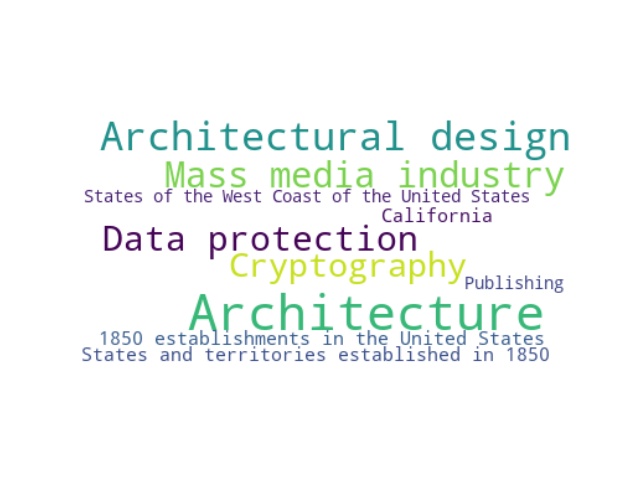 Architectural design
Mass media industry
States of the West Coast of the United States
California
Data protection
Cryptography
Publishing
Architecture
1850 establishments in the United States
States and territories established in 1850